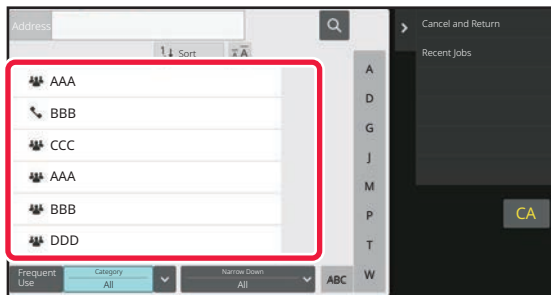 Address
Cancel and Return
Sort
A
Recent Jobs
AAA
BBB
CCC
AAA
BBB
DDD
A
D
G
J
M
P
T
W
CA
Frequent
Use
Category
All
Narrow Down
All
ABC